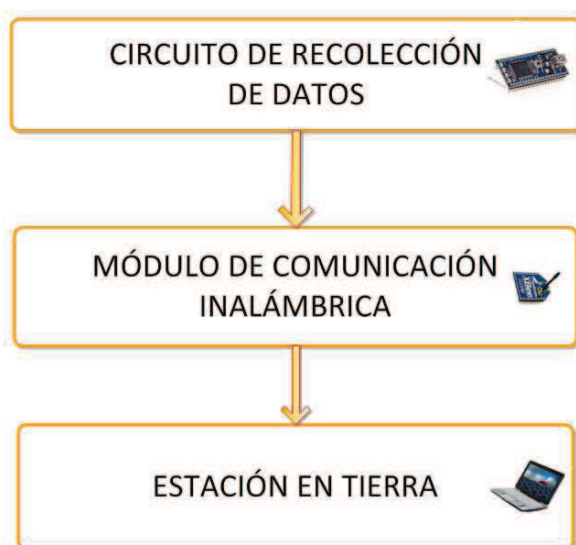 CIRCUITO DE RECOLECCIÓN
DE DATOS
MÓDULO DE COMUNICACIÓN
INALÁMBRICA
ESTACIÓN EN TIERRA